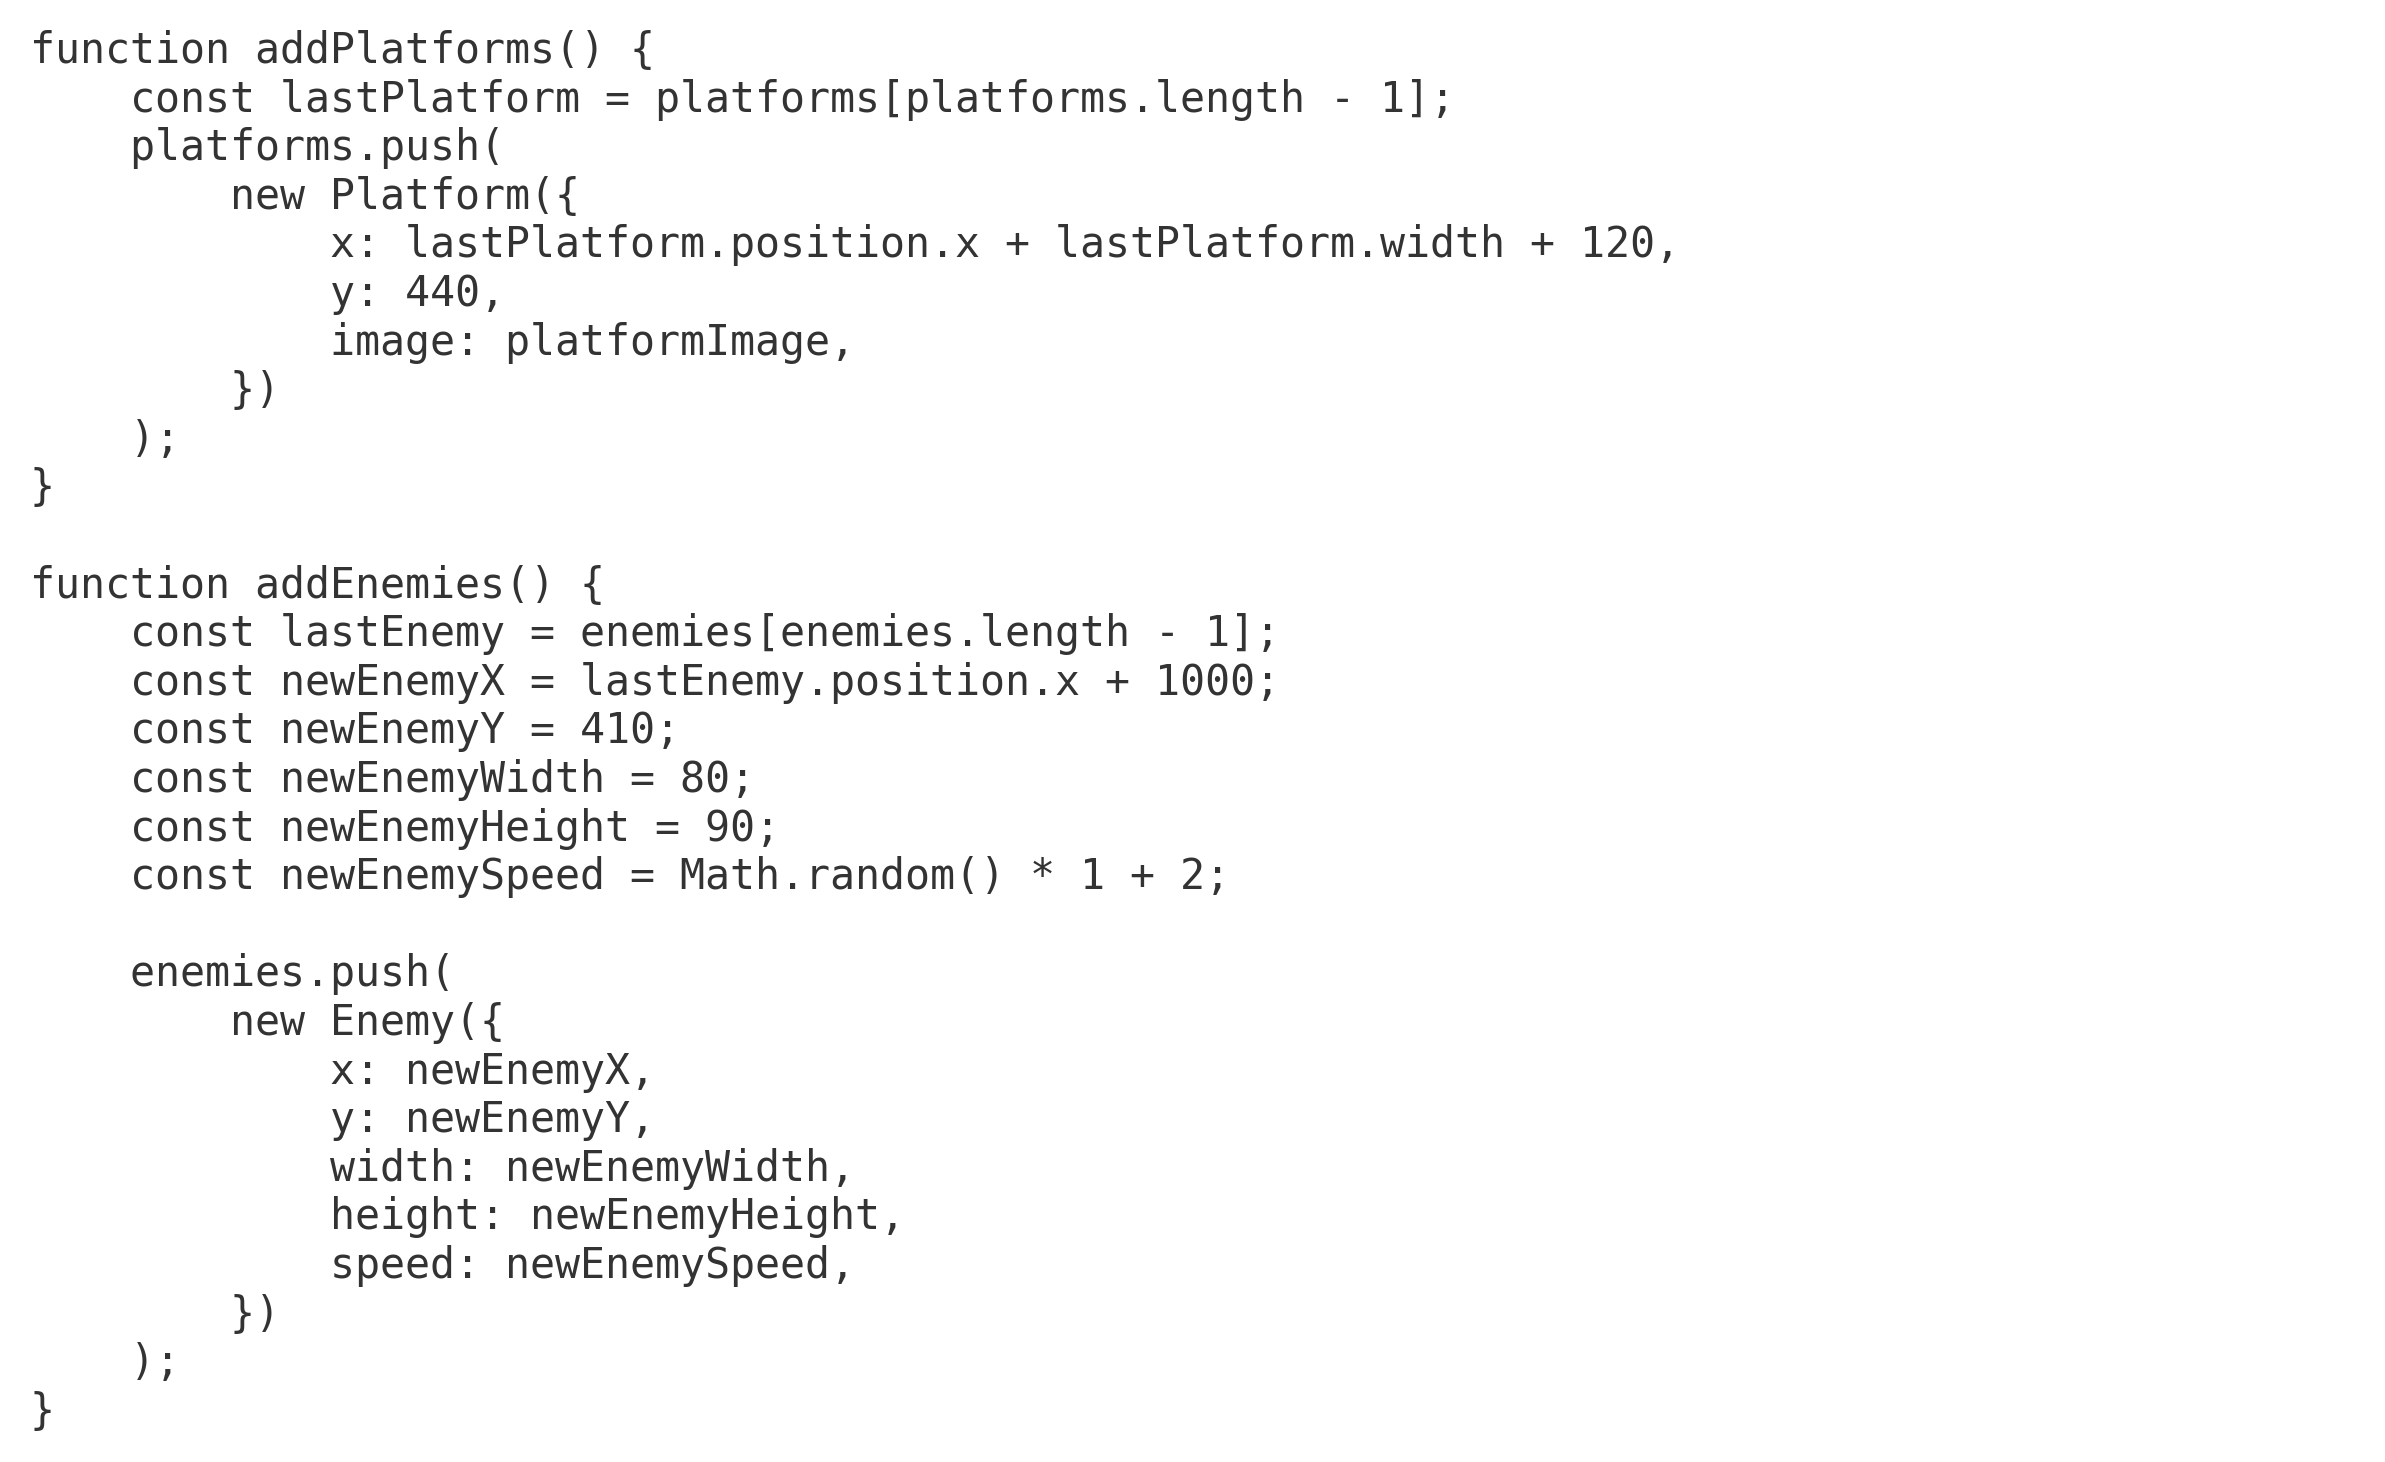 function addPlatforms() {
    const lastPlatform = platforms[platforms.length - 1];
    platforms.push(
        new Platform({
            x: lastPlatform.position.x + lastPlatform.width + 120,
            y: 440,
            image: platformImage,
        })
    );
}

function addEnemies() {
    const lastEnemy = enemies[enemies.length - 1];
    const newEnemyX = lastEnemy.position.x + 1000;
    const newEnemyY = 410;
    const newEnemyWidth = 80;
    const newEnemyHeight = 90;
    const newEnemySpeed = Math.random() * 1 + 2;

    enemies.push(
        new Enemy({
            x: newEnemyX,
            y: newEnemyY,
            width: newEnemyWidth,
            height: newEnemyHeight,
            speed: newEnemySpeed,
        })
    );
}